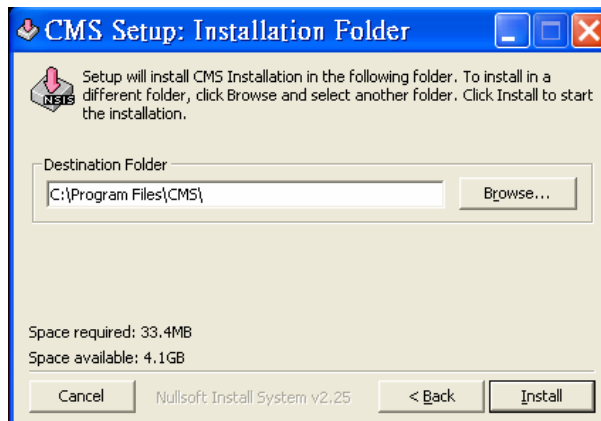 CMS Setup: Installation Folder
Setup will install CMS Installation in the following folder. To install in a
different folder, click Browse and select another folder. Click Install to start
the installation.
NSIS
Destination Folder
C:\Program Files\CMS\
Browse...
Space required: 33.4MB
Space available: 4.1GB
Cancel
Nullsoft Install System v2.25
< Back
Install